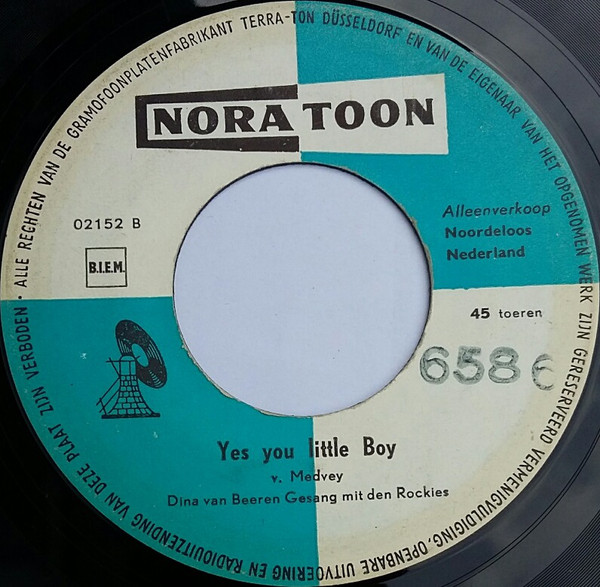 ALLE RECHTEN VAN DE GRAMOFOONPLATENFABRIKANT TERRA-TON DÜSSELDORF EN VAN DE EIGENAAR VAN HET OPGENOMEN WERK ZIJN GERESERVEERD VERMENIGVULDIGING, OPENBARE UITVOERING EN RADIOUITZENDING VAN DEZE PLAAT ZIJN VERBODEN ·
NORA TOON
02152 B
B.I.E.M.
Alleenverkoop
Noordeloos
Nederland
45 toeren
6586
Yes you little Boy
v. Medvey
Dina van Beeren Gesang mit den Rockies